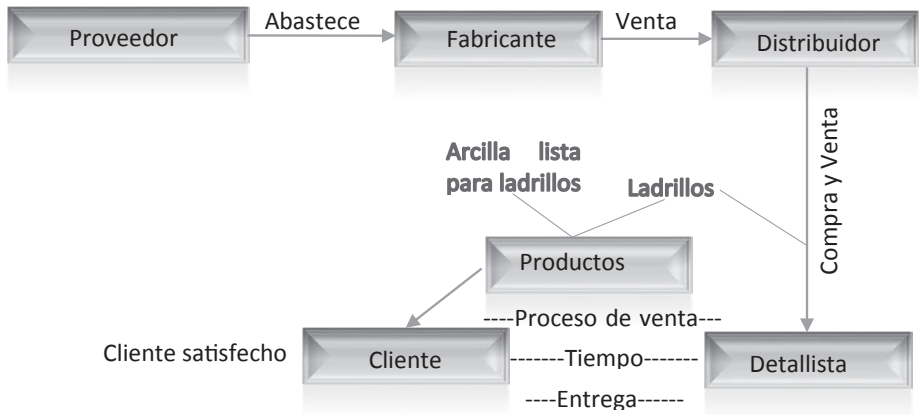 Abastece
Venta
Proveedor
Fabricante
Distribuidor
Compra y Venta
Arcilla lista
para ladrillos
Ladrillos
Productos
----Proceso de venta---
Cliente satisfecho
Cliente
-------Tiempo-------
Detallista
----Entrega------